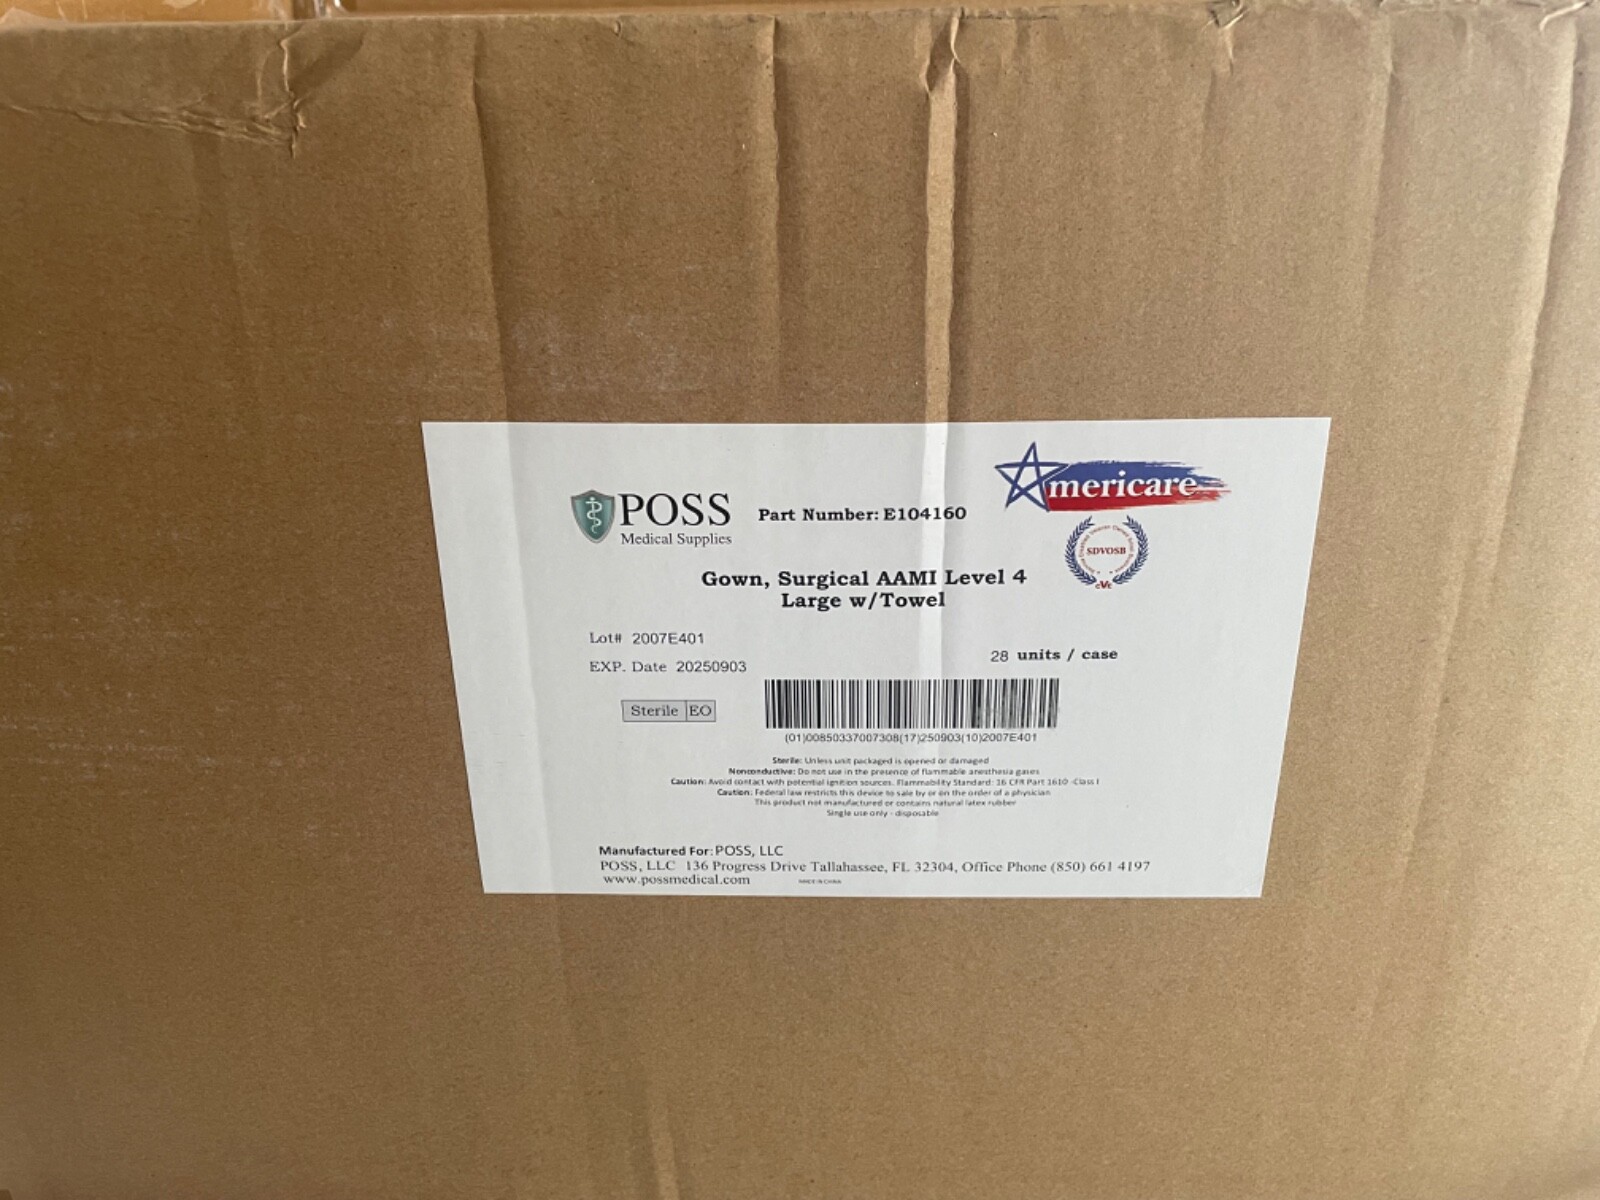 POSS
Medical Supplies
Part Number: E104160
Americare
SDVOSB
CVE
Gown, Surgical AAMI Level 4
Large w/Towel
Lot# 2007E401
EXP. Date 20250903
28 units / case
Sterile EO
(01)00850337007308(17)250903(10)2007E401
Sterile: Unless unit packaged is opened or damaged
Nonconductive: Do not use in the presence of flammable anesthesia gases
Caution: Avoid contact with potential ignition sources. Flammability Standard: 16 CFR Part 1610 -Class I
Caution: Federal law restricts this device to sale by or on the order of a physician
This product not manufactured or contains natural latex rubber
Single use only - disposable
Manufactured For: POSS, LLC
POSS, LLC 136 Progress Drive Tallahassee, FL 32304, Office Phone (850) 661 4197
www.possmedical.com
MADE IN CHINA